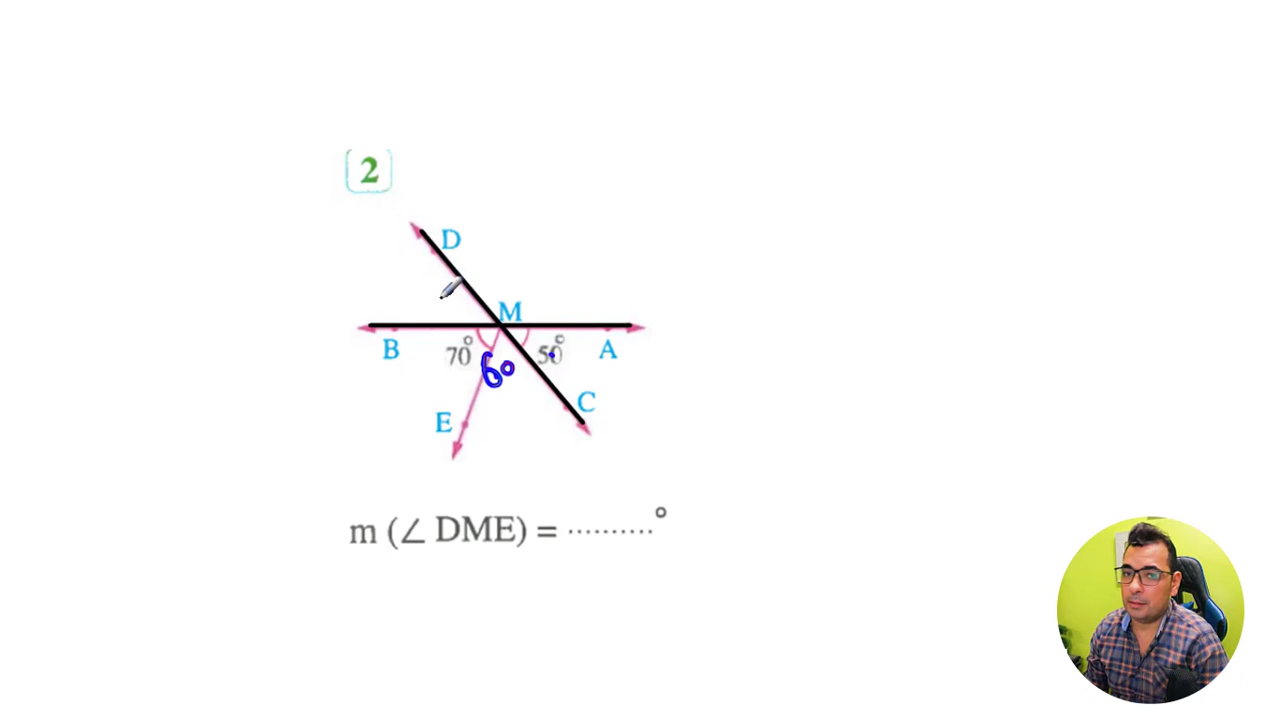 2
D
M
B 70° 50° A
60
E C
m (∠ DME) = ..........°